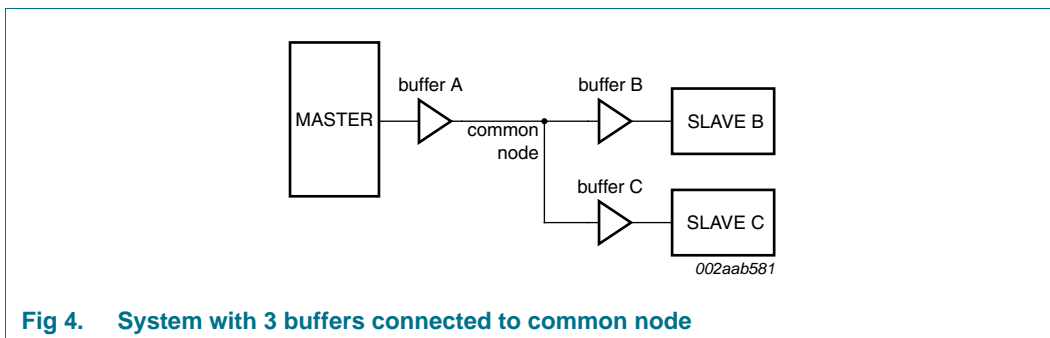 buffer A
buffer B
MASTER
SLAVE B
common
node
buffer C
SLAVE C
002aab581
Fig 4. System with 3 buffers connected to common node